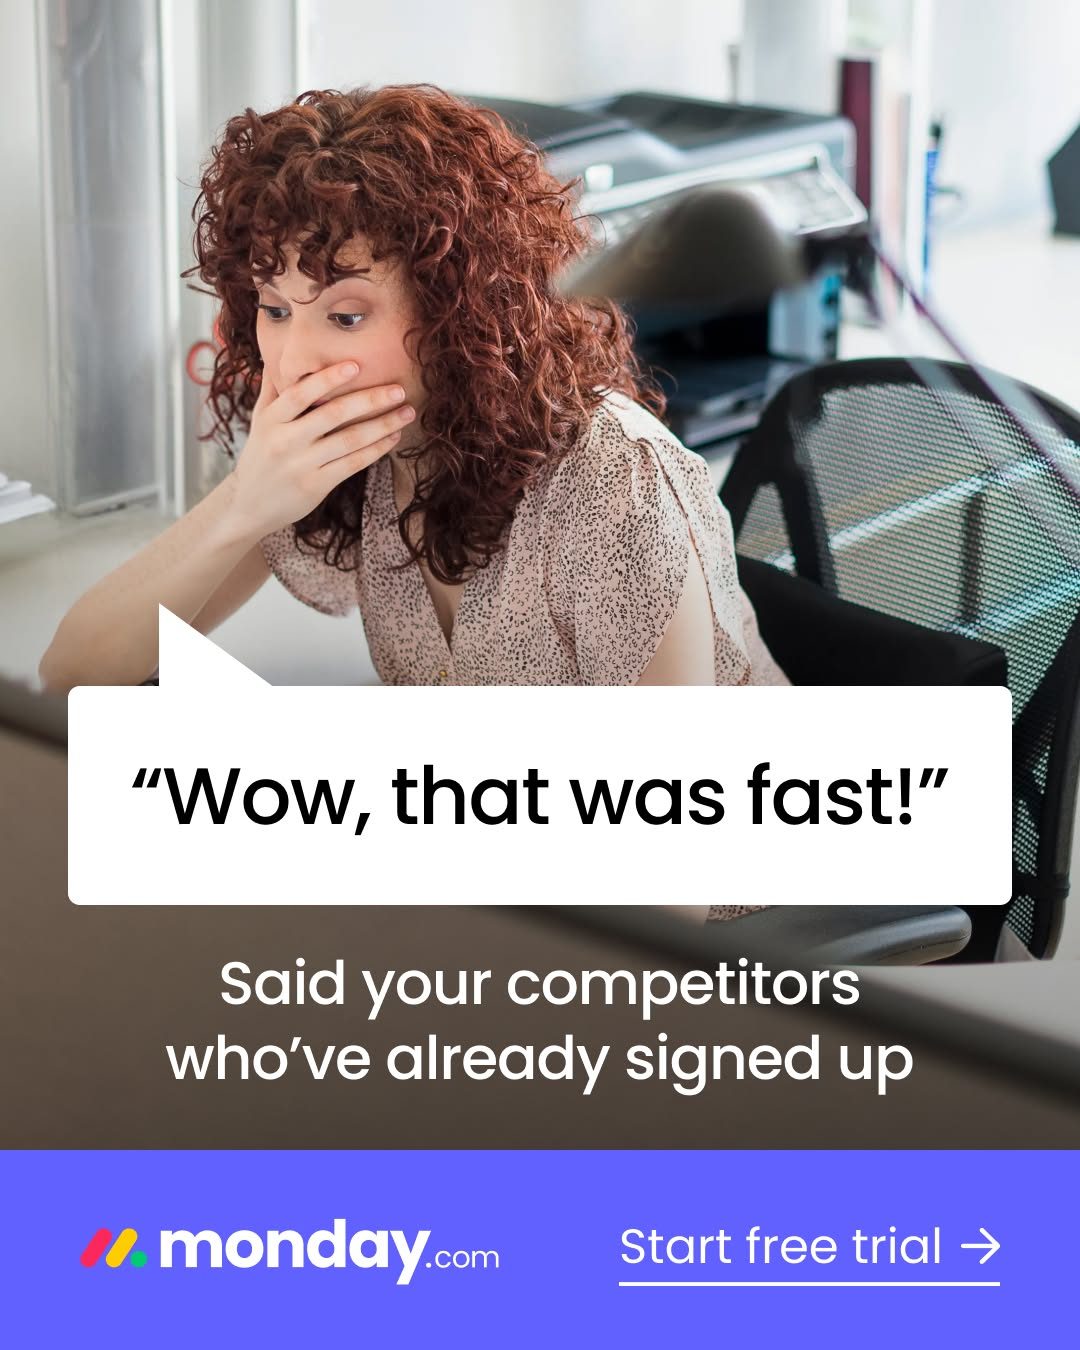 “Wow, that was fast!”
Said your competitors
who’ve already signed up
monday.com
Start free trial →